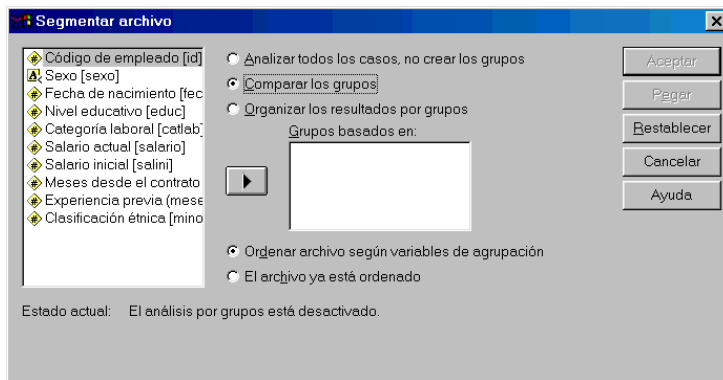 Segmentar archivo
Código de empleado [id]
Sexo [sexo]
Fecha de nacimiento [fec
Nivel educativo [educ]
Categoría laboral [catlab]
Salario actual [salario]
Salario inicial [salini]
Meses desde el contrato
Experiencia previa (mese
Clasificación étnica [mino
Analizar todos los casos, no crear los grupos
Comparar los grupos
Organizar los resultados por grupos
Grupos basados en:
Ordenar archivo según variables de agrupación
El archivo ya está ordenado
Aceptar
Pegar
Restablecer
Cancelar
Ayuda
Estado actual: El análisis por grupos está desactivado.